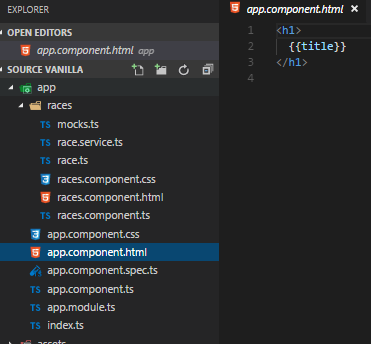 EXPLORER
OPEN EDITORS
app.component.html app
SOURCE VANILLA
app
races
TS mocks.ts
TS race.service.ts
TS race.ts
races.component.css
races.component.html
TS races.component.ts
app.component.css
app.component.html
app.component.spec.ts
TS app.component.ts
TS app.module.ts
TS index.ts
assets
app.component.html
1 <h1>
2 {{title}}
3 </h1>
4